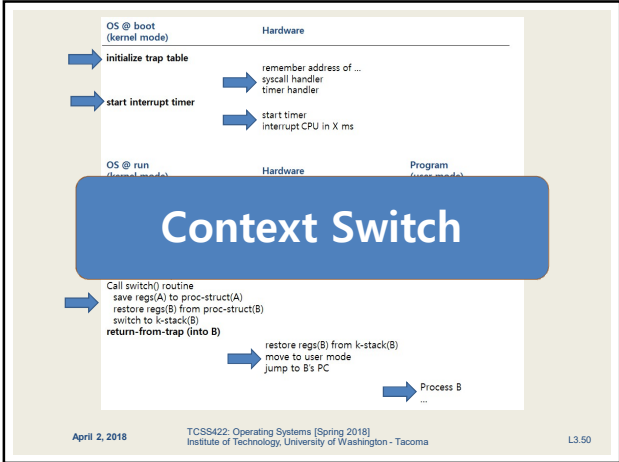 OS @ boot
(kernel mode)
Hardware
initialize trap table
remember address of ...
syscall handler
timer handler
start interrupt timer
start timer
interrupt CPU in X ms
OS @ run
(kernel mode)
Hardware
Program
(user mode)
Context Switch
Call switch() routine
save regs(A) to proc-struct(A)
restore regs(B) from proc-struct(B)
switch to k-stack(B)
return-from-trap (into B)
restore regs(B) from k-stack(B)
move to user mode
jump to B's PC
Process B
...
April 2, 2018
TCSS422: Operating Systems [Spring 2018]
Institute of Technology, University of Washington - Tacoma
L3.50